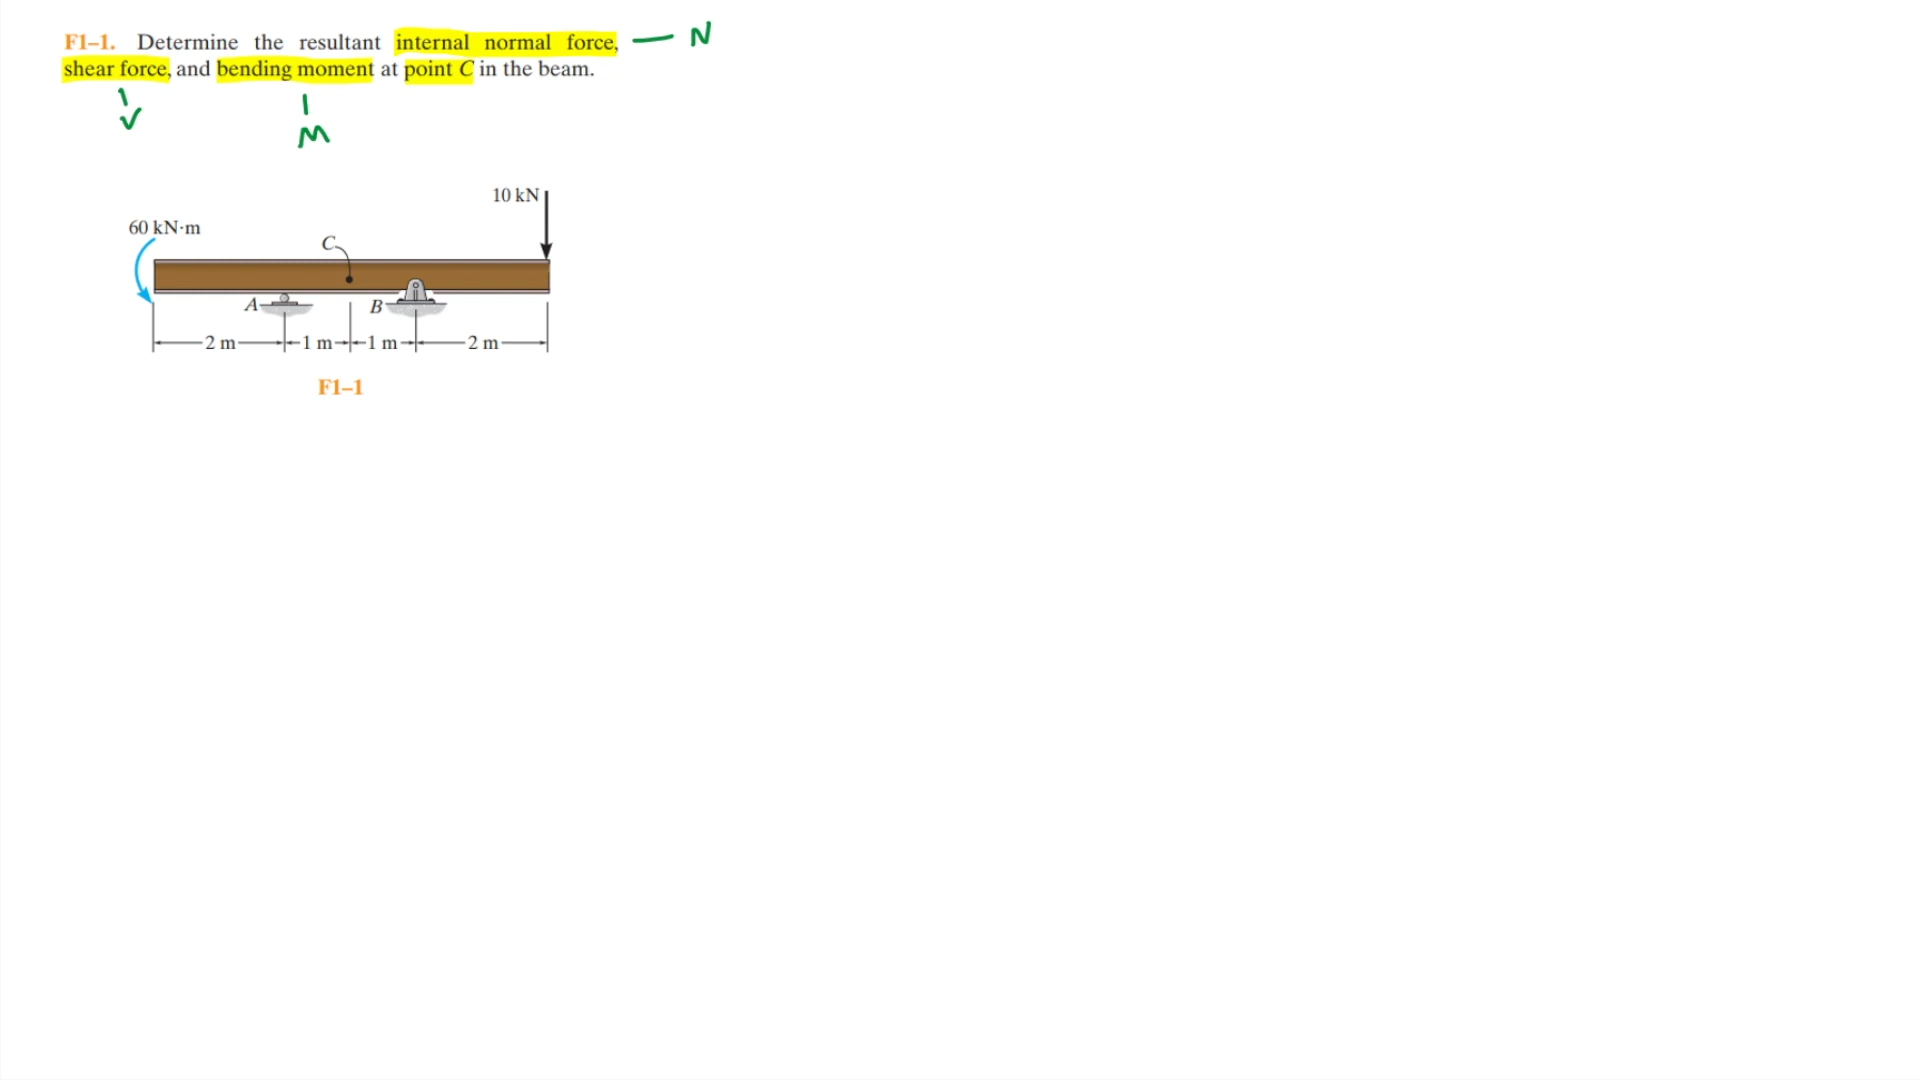 F1–1. Determine the resultant internal normal force, — N
shear force, and bending moment at point C in the beam.
V
M
10 kN
60 kN·m
C
A
B
2 m
1 m
1 m
2 m
F1–1